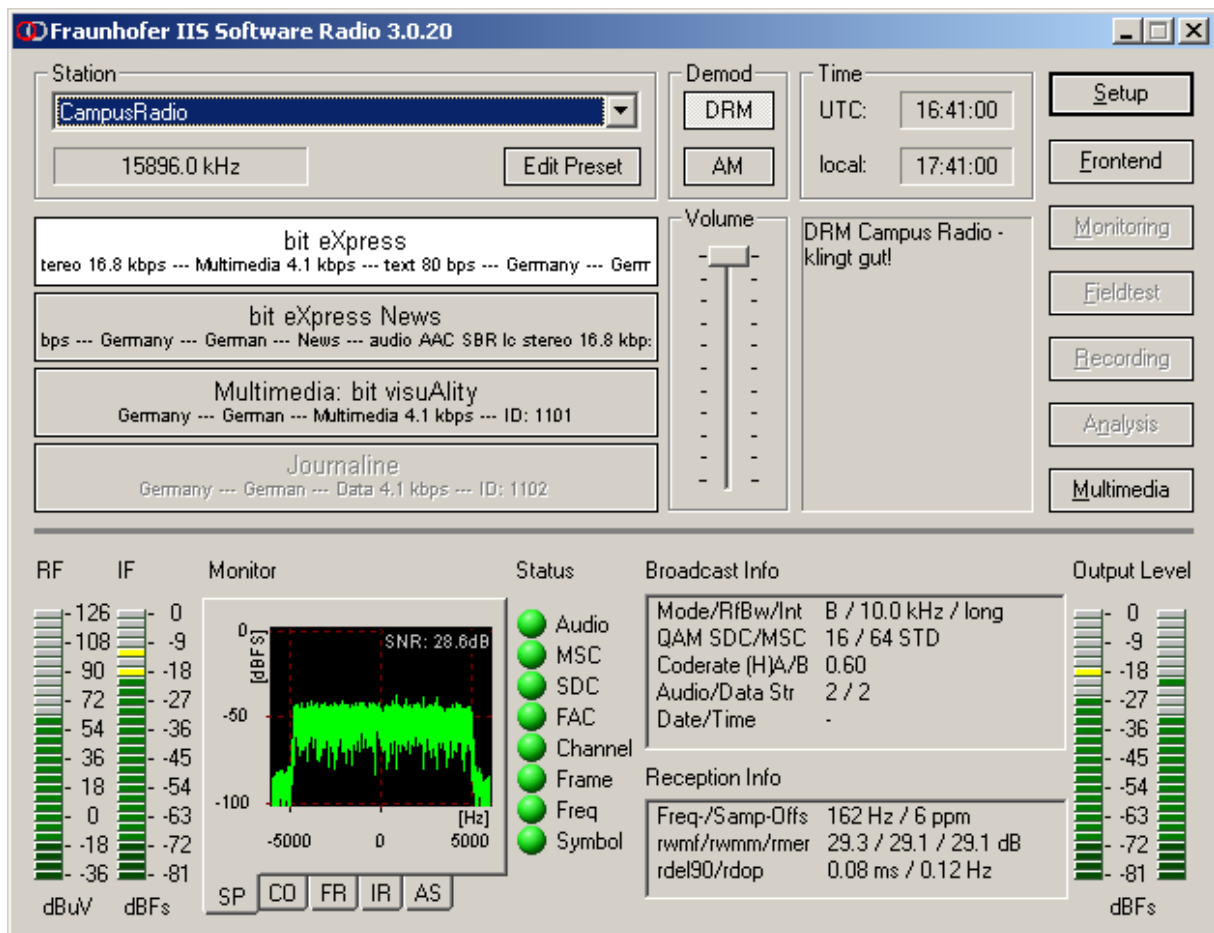 Fraunhofer IIS Software Radio 3.0.20
Station
CampusRadio
15896.0 kHz
Edit Preset
Demod
DRM
AM
Time
UTC: 16:41:00
local: 17:41:00
Setup
Frontend
Monitoring
Fieldtest
Recording
Analysis
Multimedia
bit eXpress
tereo 16.8 kbps --- Multimedia 4.1 kbps --- text 80 bps --- Germany --- Gerr
bit eXpress News
bps --- Germany --- German --- News --- audio AAC SBR lc stereo 16.8 kbp:
Multimedia: bit visuAlity
Germany --- German --- Multimedia 4.1 kbps --- ID: 1101
Journaline
Germany --- German --- Data 4.1 kbps --- ID: 1102
Volume
DRM Campus Radio -
klingt gut!
RF
126
108
90
72
54
36
18
0
-18
-36
dBuV
IF
0
-9
-18
-27
-36
-45
-54
-63
-72
-81
dBFs
Monitor
SNR: 28.6dB
[dBFS]
0
-50
-100
[Hz]
-5000 0 5000
SP CO FR IR AS
Status
Audio
MSC
SDC
FAC
Channel
Frame
Freq
Symbol
Broadcast Info
Mode/RfBw/Int B / 10.0 kHz / long
QAM SDC/MSC 16 / 64 STD
Coderate (H)A/B 0.60
Audio/Data Str 2 / 2
Date/Time -
Reception Info
Freq-/Samp-Offs 162 Hz / 6 ppm
rwmf/rwmm/rmer 29.3 / 29.1 / 29.1 dB
rdel90/rdop 0.08 ms / 0.12 Hz
Output Level
0
-9
-18
-27
-36
-45
-54
-63
-72
-81
dBFs